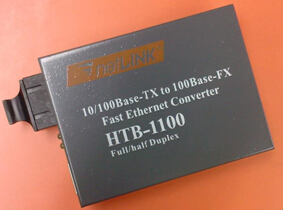 10/100Base-TX to 100Base-FX
Fast Ethernet Converter
HTB-1100
Full/half Duplex